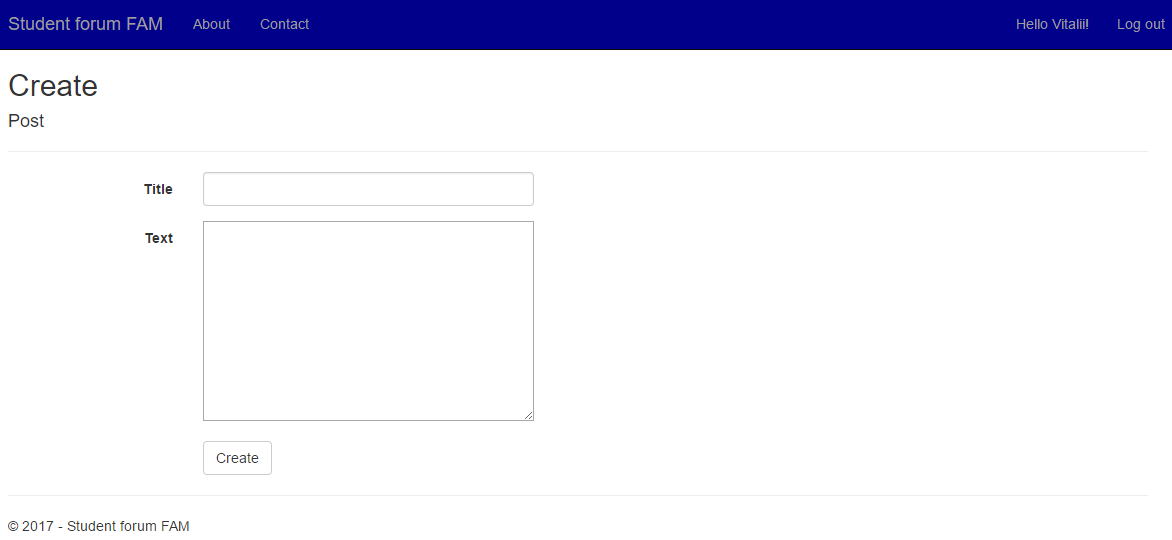 Student forum FAM About Contact Hello Vitalii! Log out
Create
Post
Title
Text
Create
© 2017 - Student forum FAM